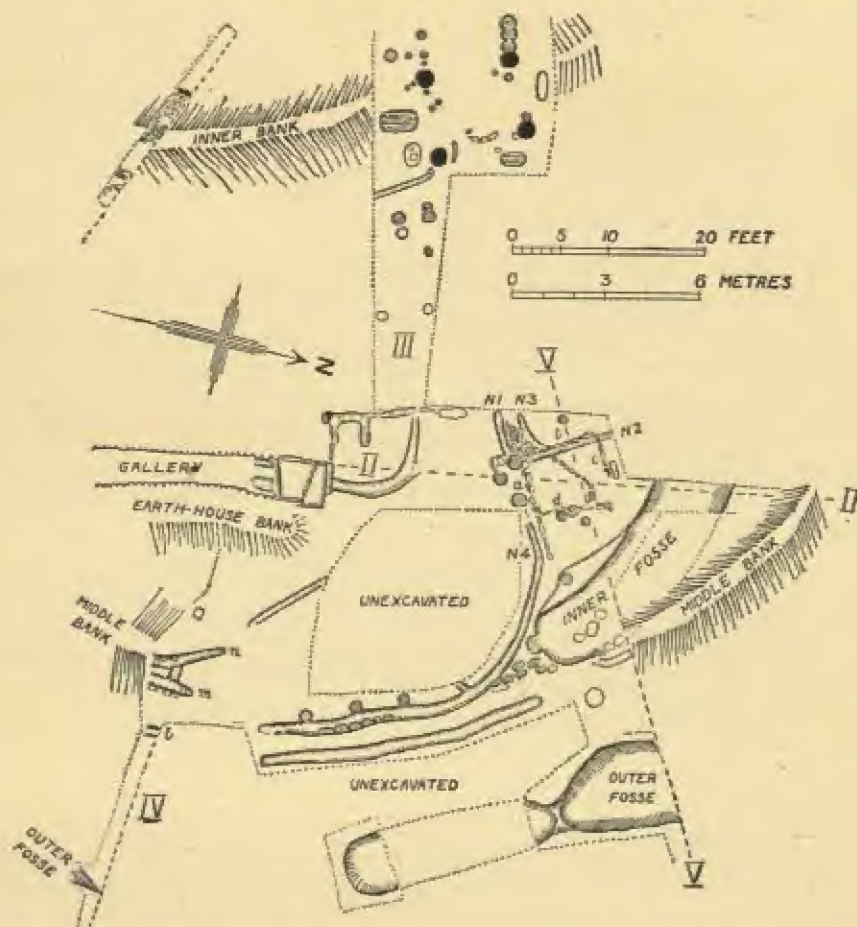 INNER BANK
0 5 10 20 FEET
0 3 6 METRES
N
III
V
N1 N3
N2
GALLERY
II
II
EARTH-HOUSE BANK
FOSSE
N4
UNEXCAVATED
INNER
MIDDLE BANK
MIDDLE
BANK
n
m
t
UNEXCAVATED
OUTER
FOSSE
IV
OUTER
FOSSE
V